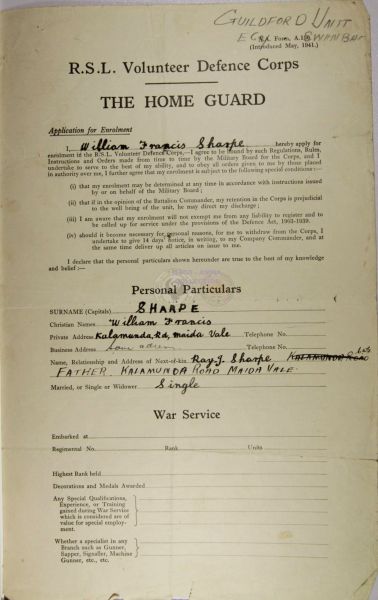 GUILDFORD UNIT
A.A. Form, A.1
(Introduced May, 1941.)
R.S.L. Volunteer Defence Corps
THE HOME GUARD
Application for Enrolment
I, William Francis Sharpe hereby apply for
enrolment in the R.S.L. Volunteer Defence Corps,—I agree to be bound by such Regulations, Rules,
Instructions and Orders made from time to time by the Military Board for the Corps, and I
undertake to serve to the best of my ability, and to obey all orders given to me by those placed
in authority over me, I further agree that my enrolment is subject to the following special conditions:—
(i) that my enrolment may be determined at any time in accordance with instructions issued
by or on behalf of the Military Board;
(ii) that if in the opinion of the Battalion Commander, my retention in the Corps is prejudicial
to the well being of the unit, he may direct my discharge;
(iii) I am aware that my enrolment will not exempt me from any liability to register and to
be called up for service under the provisions of the Defence Act, 1903-1939.
(iv) should it become necessary for personal reasons, for me to withdraw from the Corps, I
undertake to give 14 days' notice, in writing, to my Company Commander, and at
the same time deliver up all articles on issue to me.
I declare that the personal particulars shown hereunder are true to the best of my knowledge
and belief:—
Personal Particulars
SURNAME (Capitals) SHARPE
Christian Names William Francis
Private Address Kalamunda, Rd, Maida Vale Telephone No.
Business Address Same Telephone No.
Name, Relationship and Address of Next-of-kin Ray J. Sharpe KALAMUNDA ROAD
FATHER. KALAMUNDA ROAD MAIDA VALE.
Married, or Single or Widower Single
War Service
Embarked at
Regimental No. Rank Units
Highest Rank held
Decorations and Medals Awarded
Any Special Qualifications,
Experience, or Training
gained during War Service
which is considered are of
value for special employ-
ment.
Whether a specialist in any
Branch such as Gunner,
Sapper, Signaller, Machine
Gunner, etc., etc.